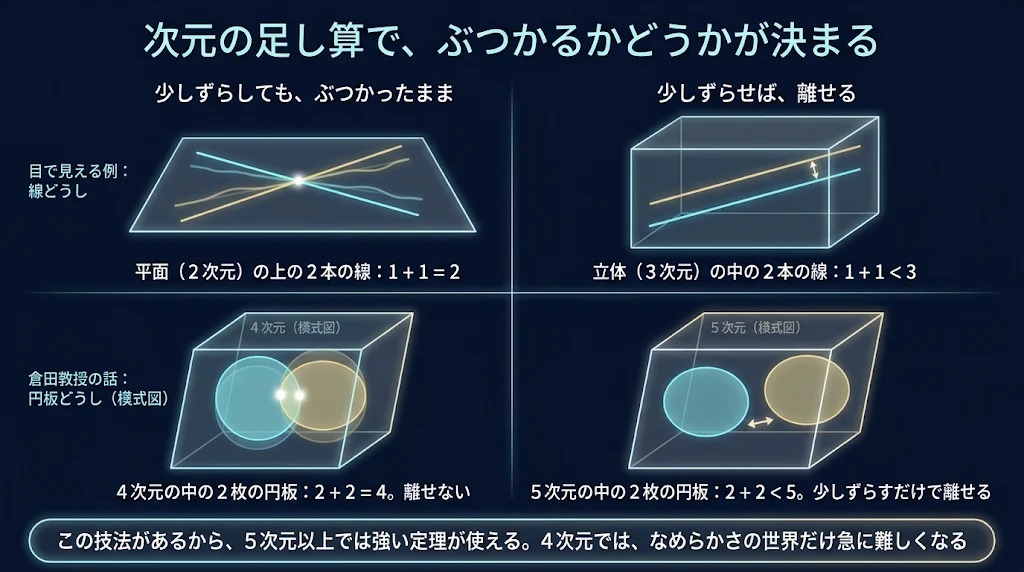 次元の足し算で、ぶつかるかどうかが決まる
少しずらしても、ぶつかったまま
少しずらせば、離せる
目で見える例：
線どうし
平面（２次元）の上の２本の線：1＋1＝2
立体（３次元）の中の２本の線：1＋1＜3
倉田教授の話：
円板どうし（模式図）
４次元（模式図）
５次元（模式図）
４次元の中の２枚の円板：2＋2＝4。離せない
５次元の中の２枚の円板：2＋2＜5。少しずらすだけで離せる
この技法があるから、５次元以上では強い定理が使える。４次元では、なめらかさの世界だけ急に難しくなる